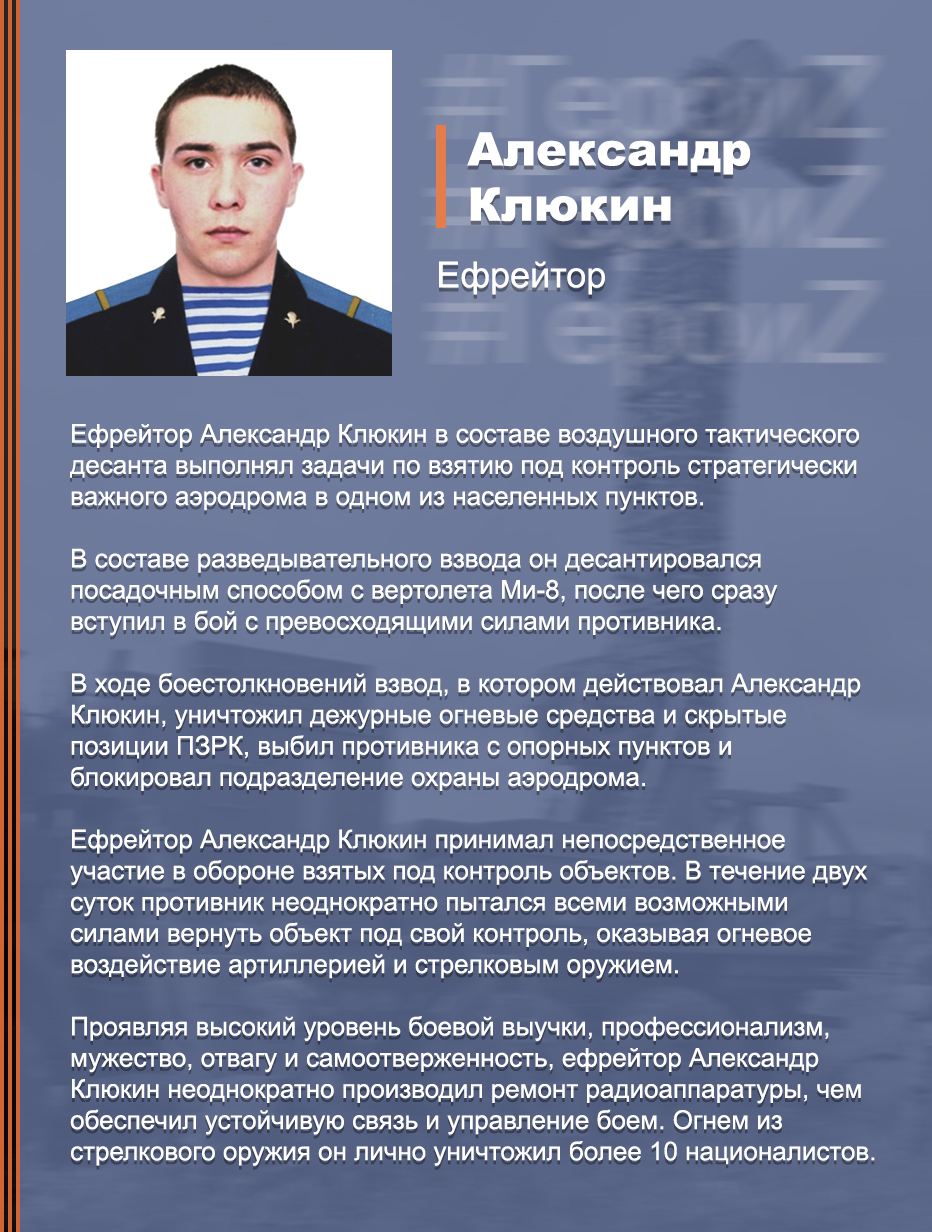 #ГероиZ
Александр
#ГероиZ
Клюкин
Ефрейтор
#ГероиZ
Ефрейтор Александр Клюкин в составе воздушного тактического
десанта выполнял задачи по взятию под контроль стратегически
важного аэродрома в одном из населенных пунктов.
В составе разведывательного взвода он десантировался
посадочным способом с вертолета Ми-8, после чего сразу
вступил в бой с превосходящими силами противника.
В ходе боестолкновений взвод, в котором действовал Александр
Клюкин, уничтожил дежурные огневые средства и скрытые
позиции ПЗРК, выбил противника с опорных пунктов и
блокировал подразделение охраны аэродрома.
Ефрейтор Александр Клюкин принимал непосредственное
участие в обороне взятых под контроль объектов. В течение двух
суток противник неоднократно пытался всеми возможными
силами вернуть объект под свой контроль, оказывая огневое
воздействие артиллерией и стрелковым оружием.
Проявляя высокий уровень боевой выучки, профессионализм,
мужество, отвагу и самоотверженность, ефрейтор Александр
Клюкин неоднократно производил ремонт радиоаппаратуры, чем
обеспечил устойчивую связь и управление боем. Огнем из
стрелкового оружия он лично уничтожил более 10 националистов.